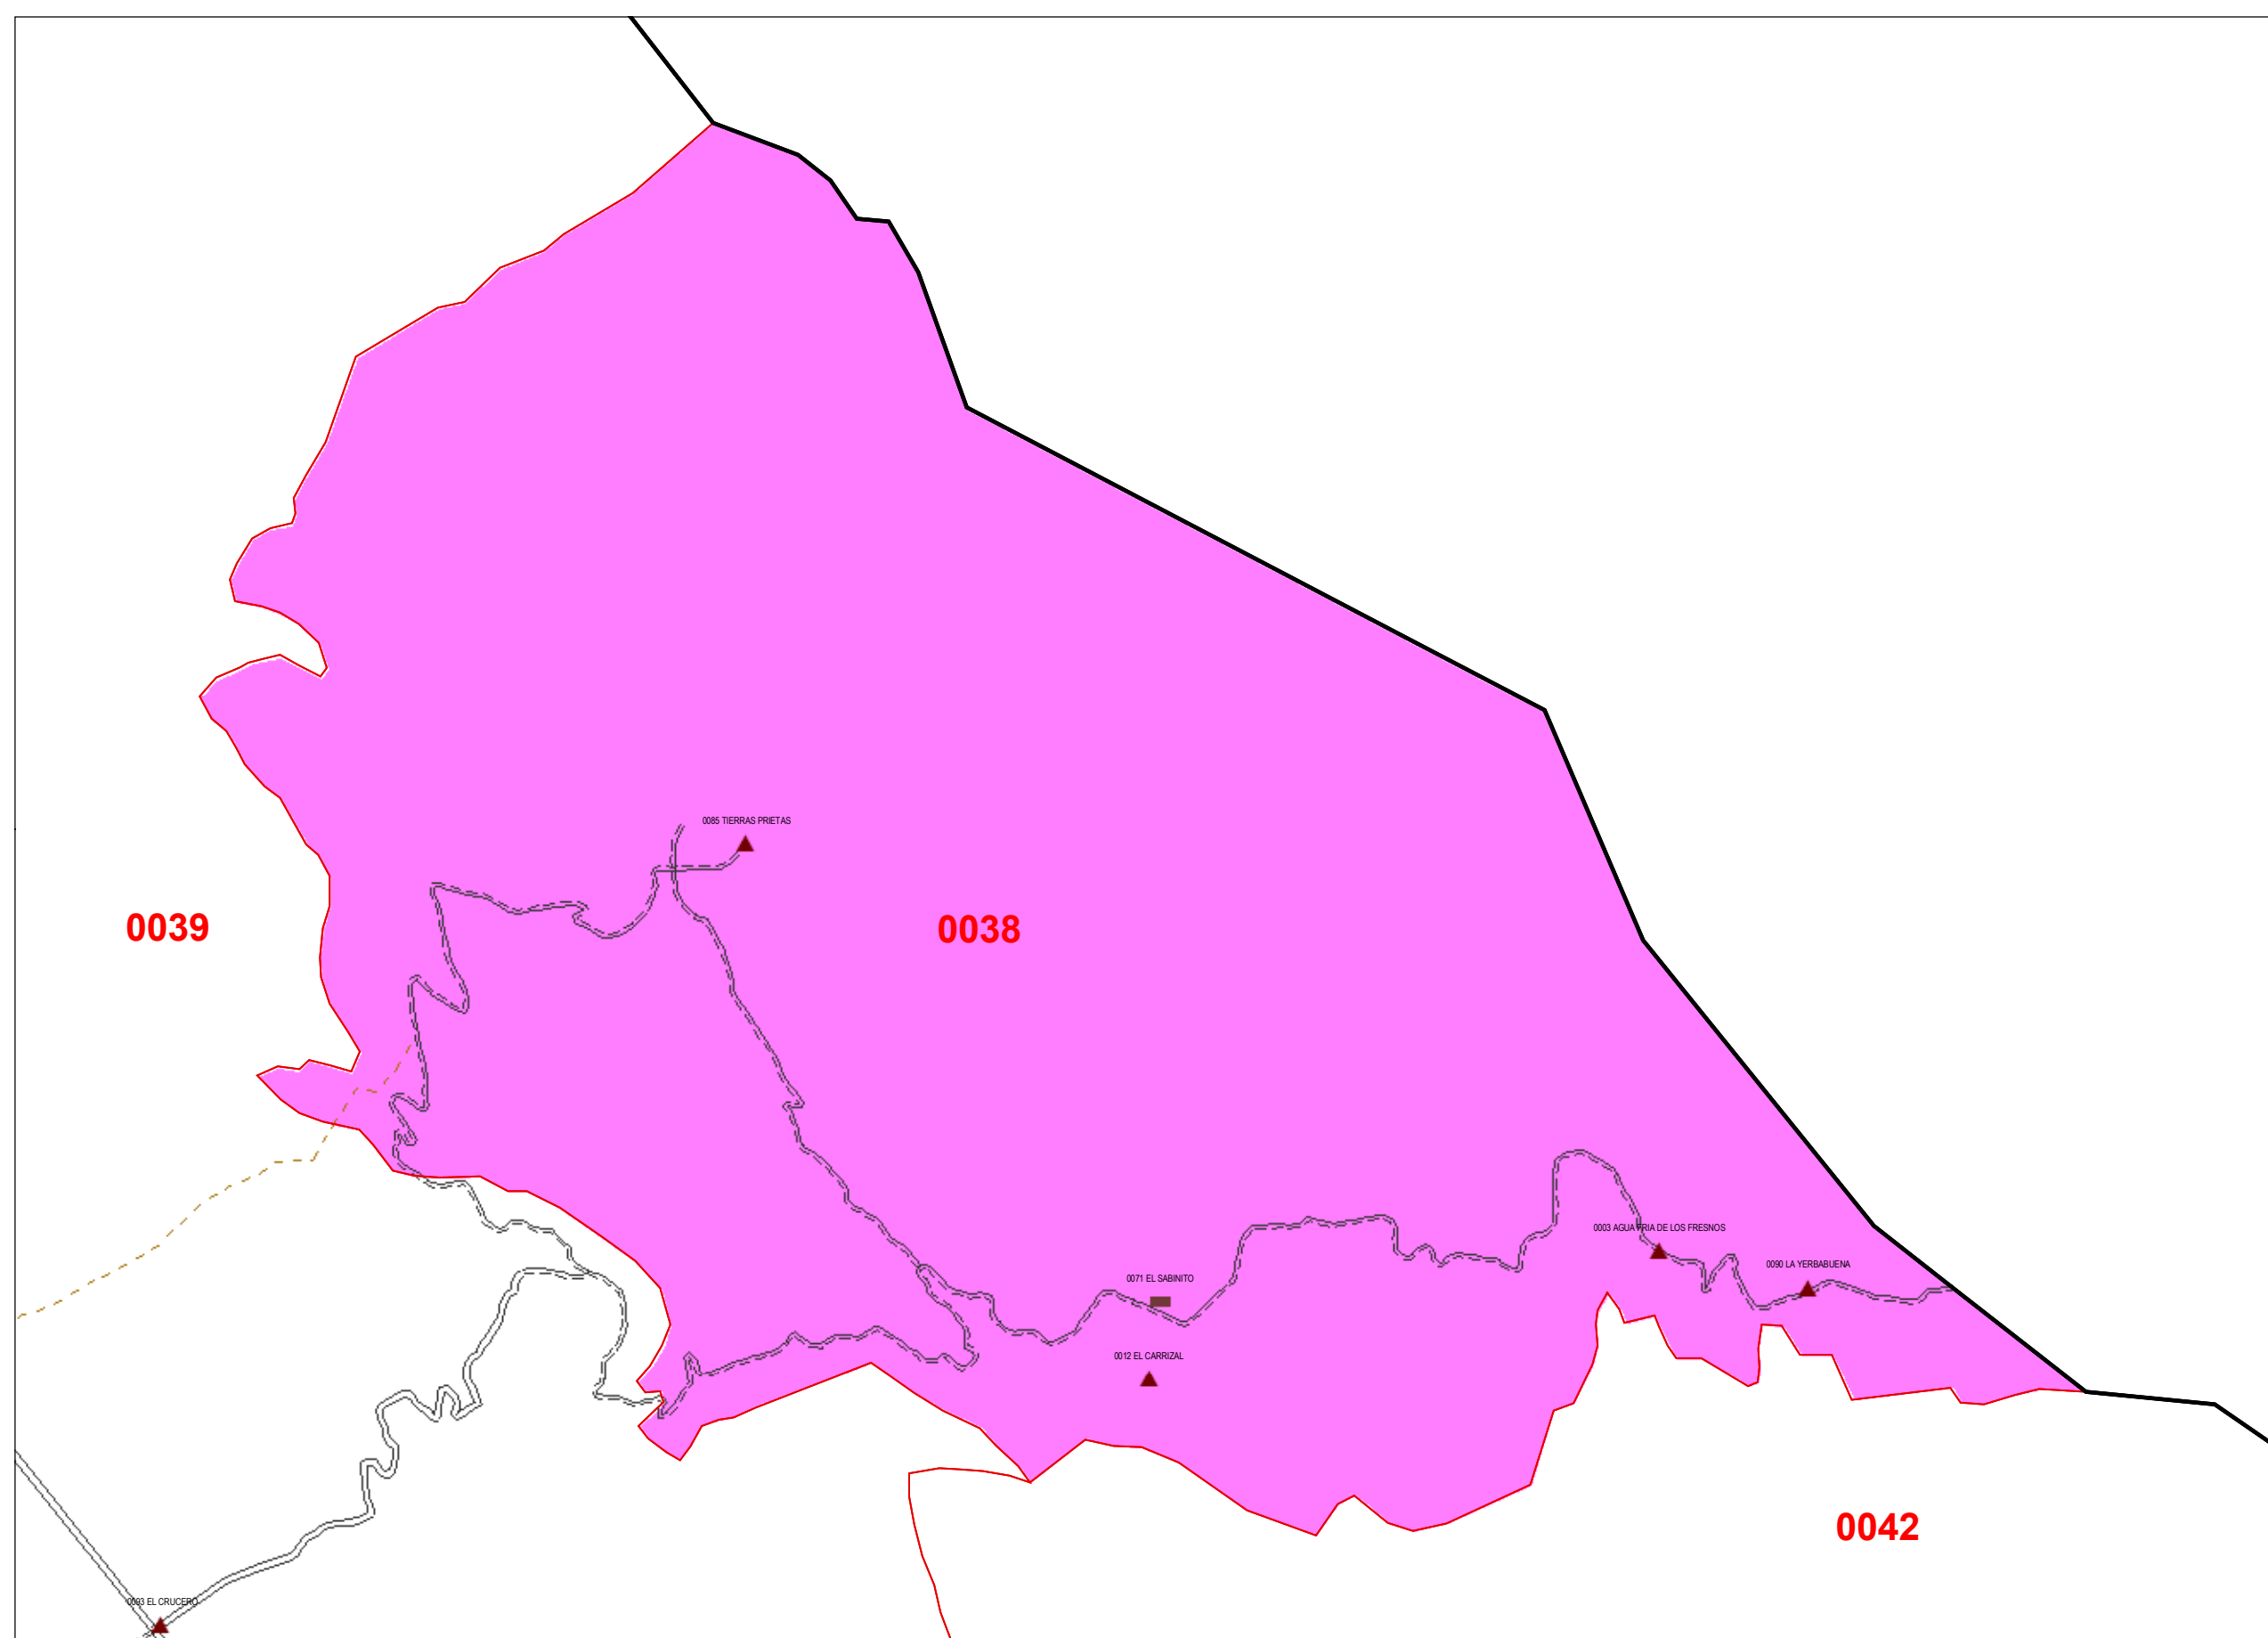 0085 TIERRAS PRIETAS
0039
0038
0003 AGUA FRIA DE LOS FRESNOS
0090 LA YERBABUENA
0071 EL SABINITO
0012 EL CARRIZAL
0042
0093 EL CRUCERO